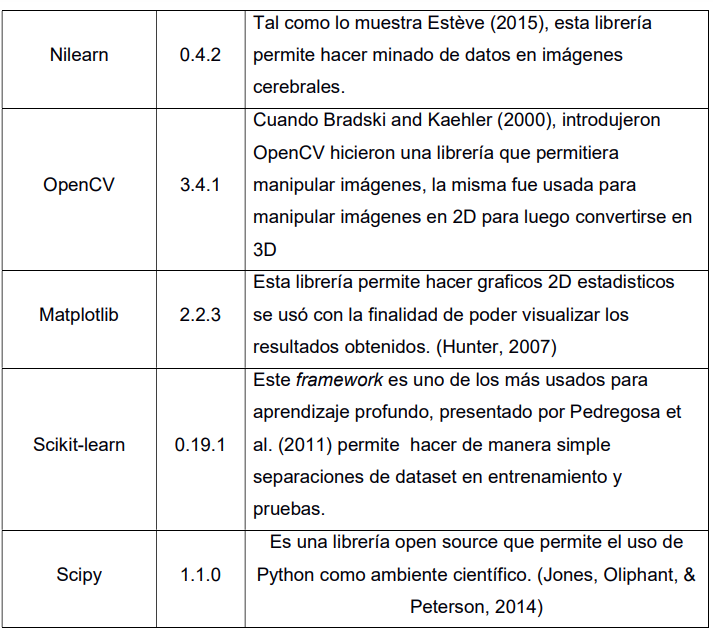 Nilearn
0.4.2
Tal como lo muestra Estève (2015), esta librería
permite hacer minado de datos en imágenes
cerebrales.
OpenCV
3.4.1
Cuando Bradski and Kaehler (2000), introdujeron
OpenCV hicieron una librería que permitiera
manipular imágenes, la misma fue usada para
manipular imágenes en 2D para luego convertirse en
3D
Matplotlib
2.2.3
Esta librería permite hacer graficos 2D estadisticos
se usó con la finalidad de poder visualizar los
resultados obtenidos. (Hunter, 2007)
Scikit-learn
0.19.1
Este framework es uno de los más usados para
aprendizaje profundo, presentado por Pedregosa et
al. (2011) permite  hacer de manera simple
separaciones de dataset en entrenamiento y
pruebas.
Scipy
1.1.0
Es una librería open source que permite el uso de
Python como ambiente científico. (Jones, Oliphant, &
Peterson, 2014)